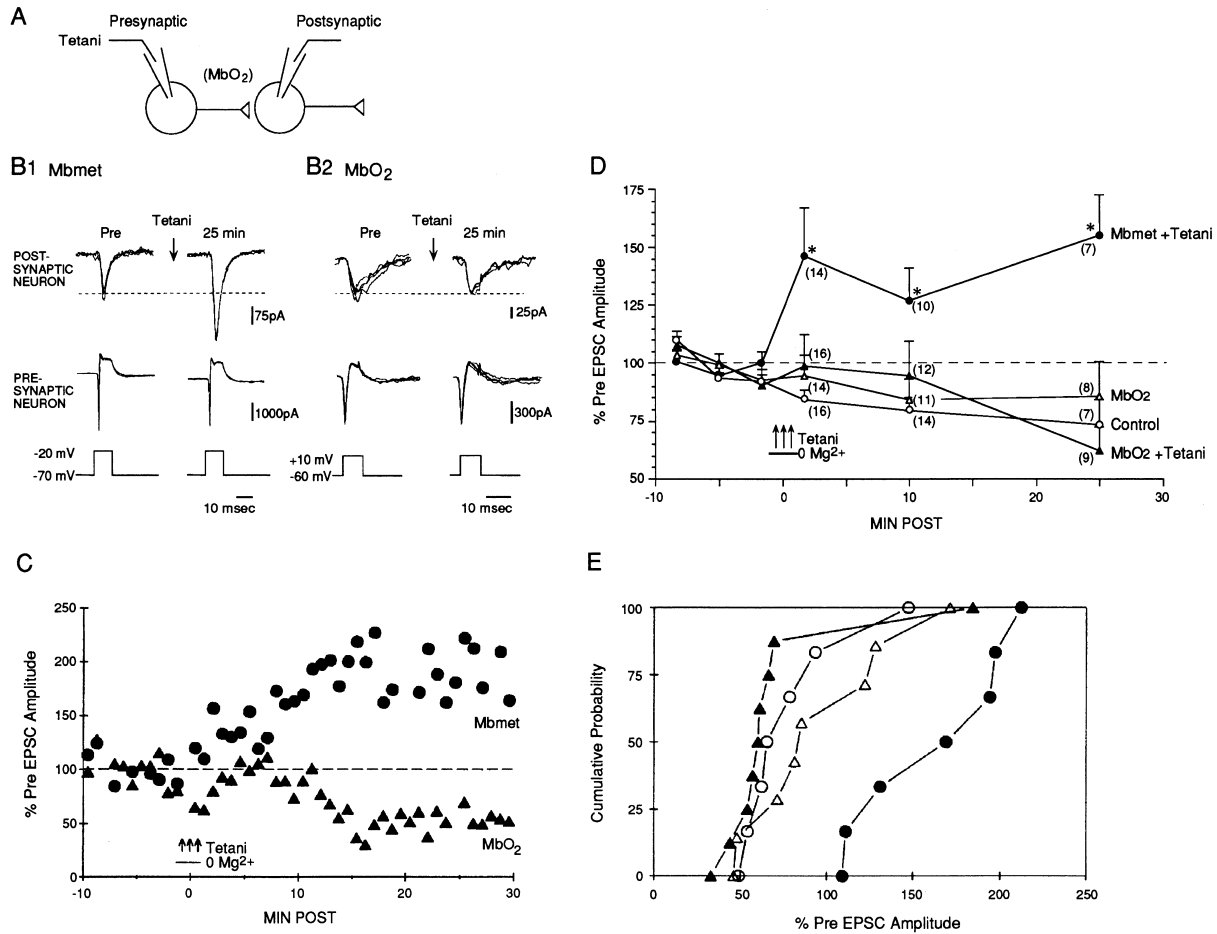 A
Presynaptic
Postsynaptic
Tetani
(MbO2)
B1 Mbmet
B2 MbO2
Pre
Tetani
25 min
Pre
Tetani
25 min
POST-
SYNAPTIC
NEURON
75pA
25pA
PRE-
SYNAPTIC
NEURON
1000pA
300pA
-20 mV
-70 mV
+10 mV
-60 mV
10 msec
10 msec
C
% Pre EPSC Amplitude
250
200
150
100
50
0
Mbmet
MbO2
Tetani
0 Mg2+
-10
0
10
20
30
MIN POST
D
% Pre EPSC Amplitude
175
150
125
100
75
50
*
(14)
*
(10)
*
(7)
Mbmet +Tetani
(16)
(12)
(14)
(11)
(8)
MbO2
(16)
(14)
(7)
Control
(9)
MbO2 +Tetani
Tetani
0 Mg2+
-10
0
10
20
30
MIN POST
E
Cumulative Probability
100
75
50
25
0
0
50
100
150
200
250
% Pre EPSC Amplitude